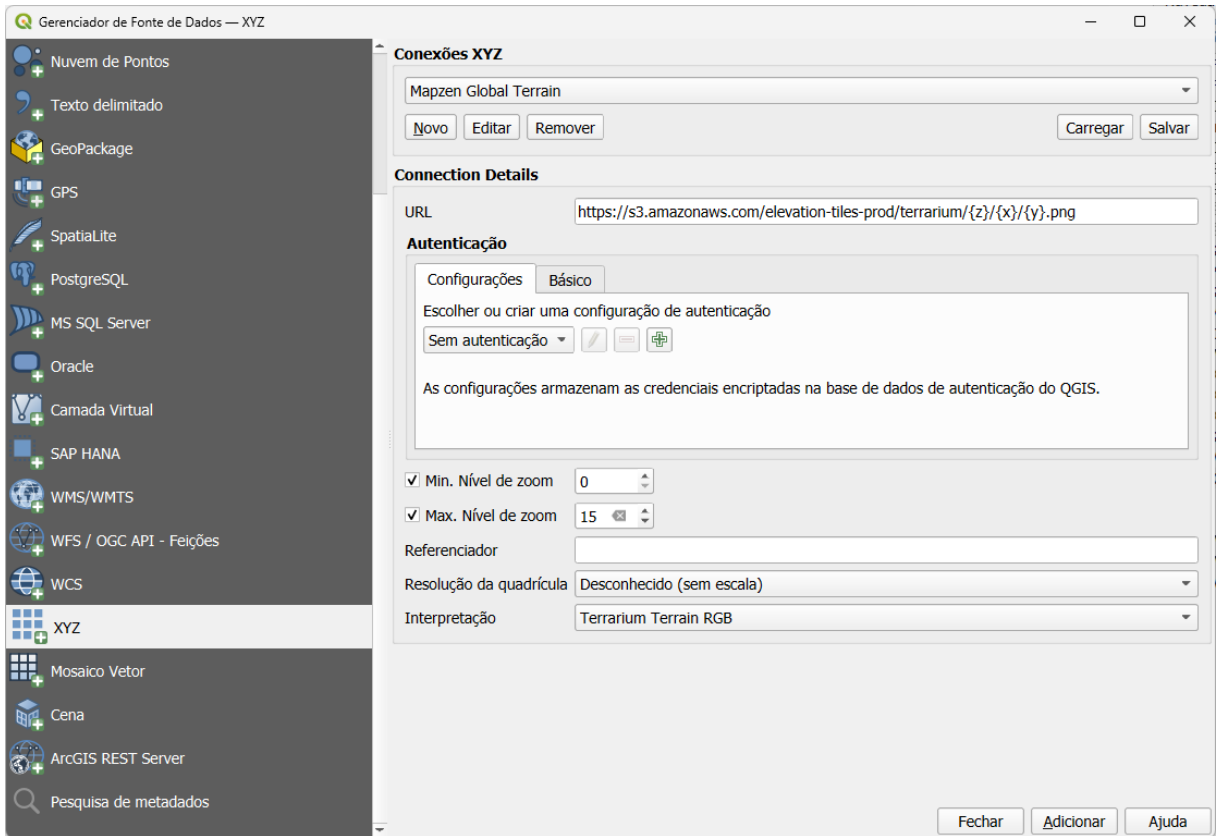 Gerenciador de Fonte de Dados — XYZ
Nuvem de Pontos
Texto delimitado
GeoPackage
GPS
SpatiaLite
PostgreSQL
MS SQL Server
Oracle
Camada Virtual
SAP HANA
WMS/WMTS
WFS / OGC API - Feições
WCS
XYZ
Mosaico Vetor
Cena
ArcGIS REST Server
Pesquisa de metadados
Conexões XYZ
Mapzen Global Terrain
Novo Editar Remover Carregar Salvar
Connection Details
URL https://s3.amazonaws.com/elevation-tiles-prod/terrarium/{z}/{x}/{y}.png
Autenticação
Configurações Básico
Escolher ou criar uma configuração de autenticação
Sem autenticação
As configurações armazenam as credenciais encriptadas na base de dados de autenticação do QGIS.
Min. Nível de zoom 0
Max. Nível de zoom 15
Referenciador
Resolução da quadrícula Desconhecido (sem escala)
Interpretação Terrarium Terrain RGB
Fechar Adicionar Ajuda